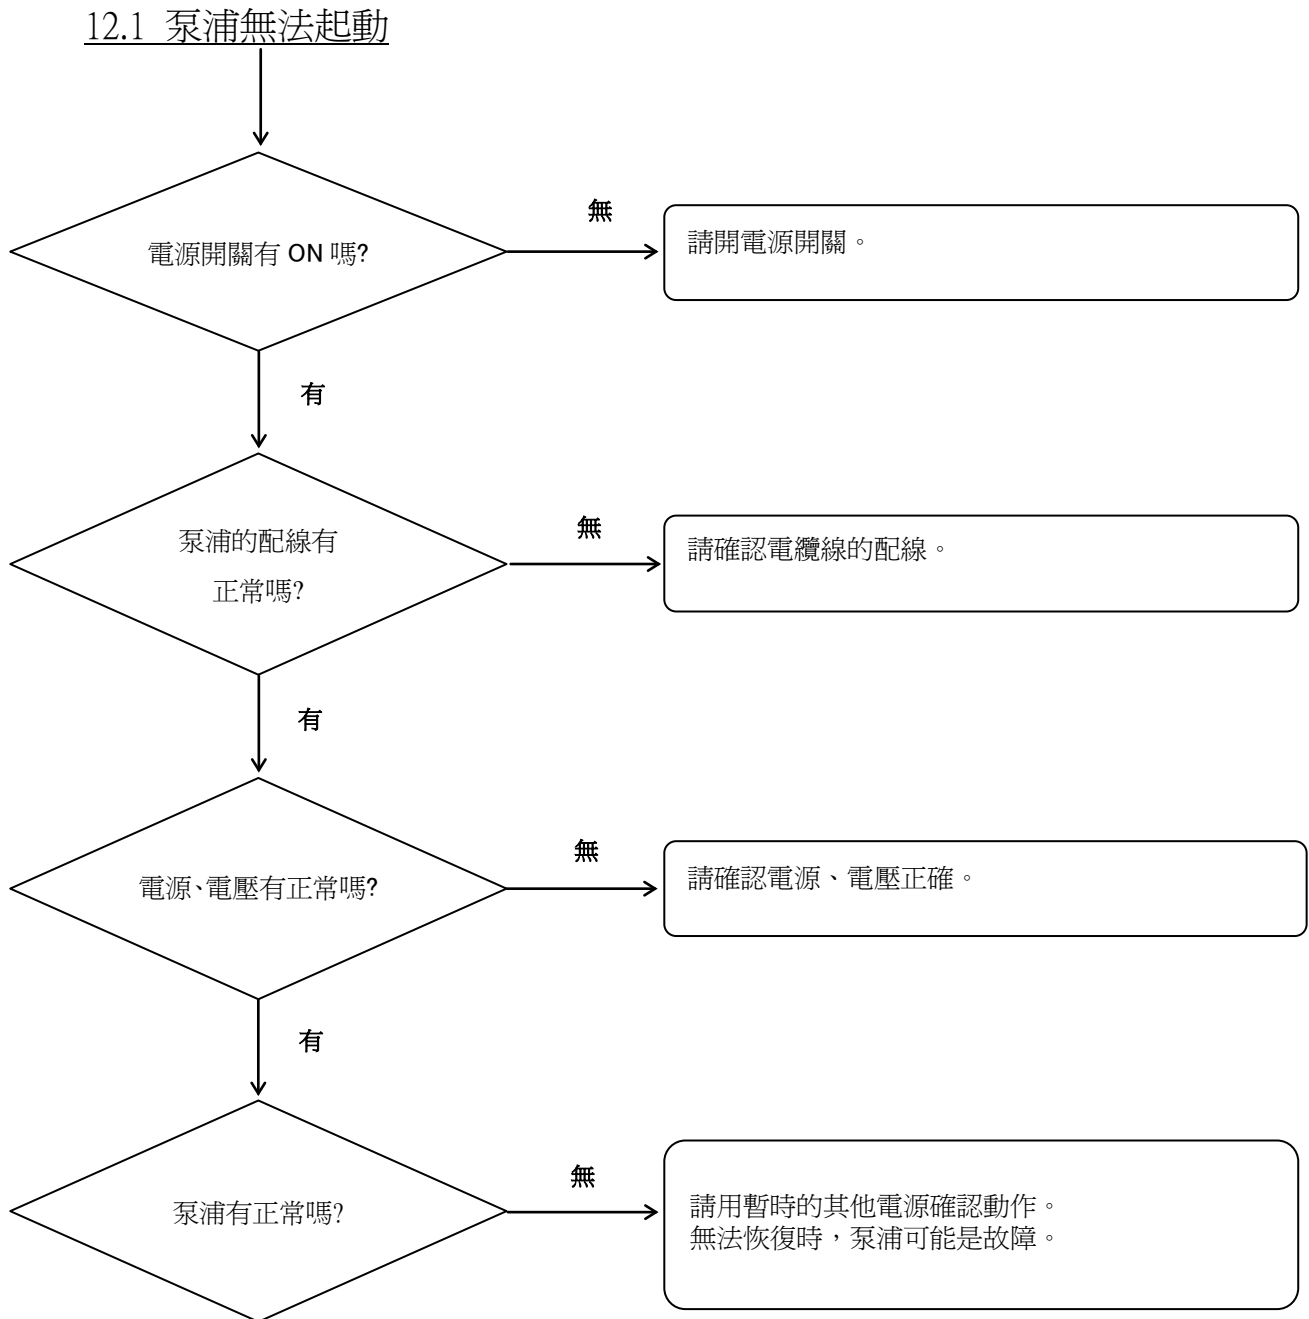 12.1 泵浦無法起動
電源開關有 ON 嗎?
無
請開電源開關。
有
泵浦的配線有
正常嗎?
無
請確認電纜線的配線。
有
電源、電壓有正常嗎?
無
請確認電源、電壓正確。
有
泵浦有正常嗎?
無
請用暫時的其他電源確認動作。
無法恢復時，泵浦可能是故障。